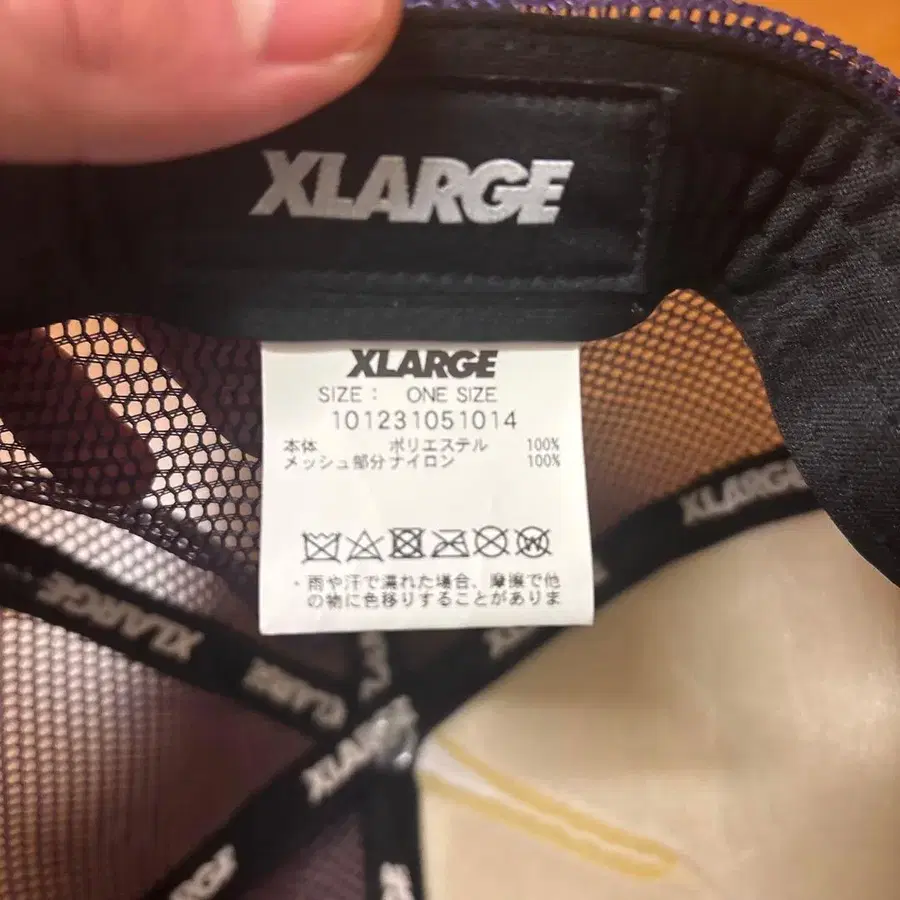 XLARGE
XLARGE
SIZE： ONE SIZE
101231051014
本体 ポリエステル 100%
メッシュ部分 ナイロン 100%
W
・雨や汗で濡れた場合、摩擦で他
の物に色移りすることがありま
XLARGE
XLARGE
XLARGE
XLARGE